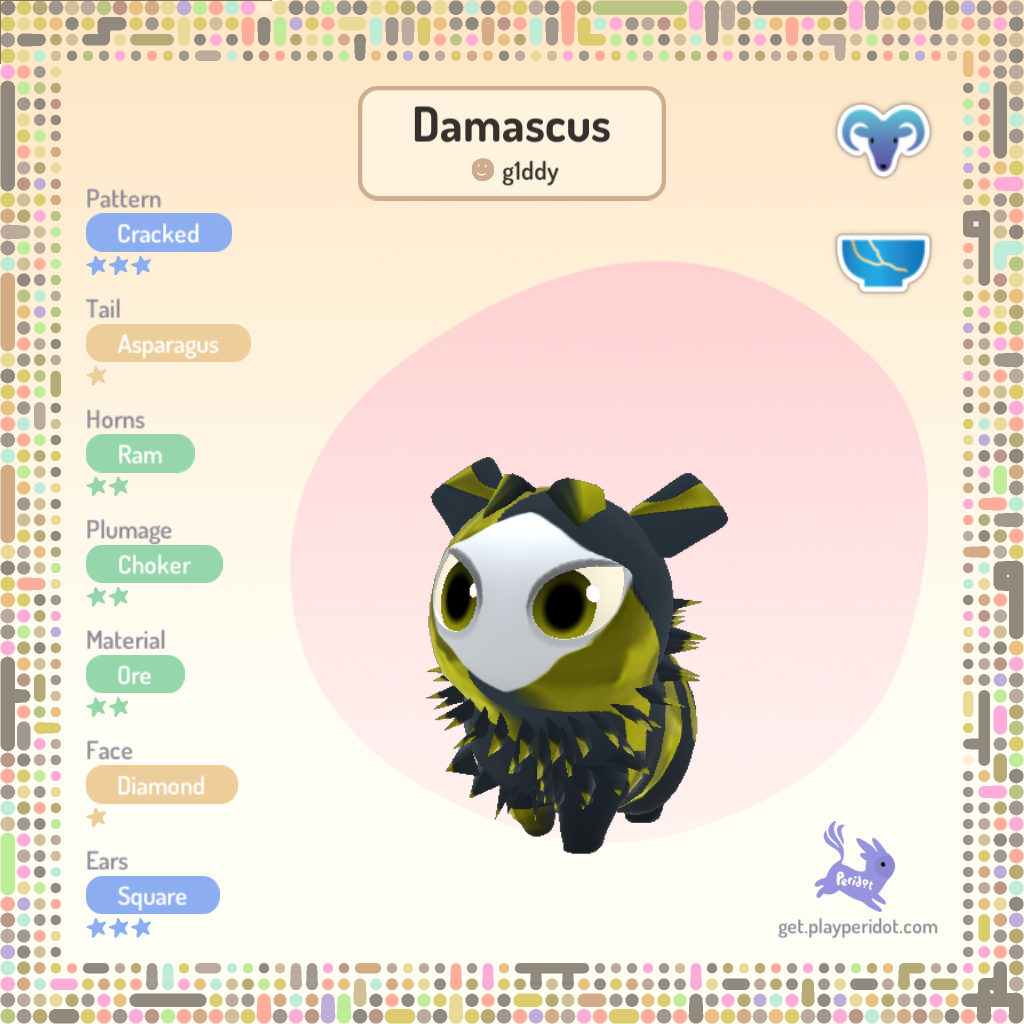 Damascus
g1ddy
Pattern
Cracked
Tail
Asparagus
Horns
Ram
Plumage
Choker
Material
Ore
Face
Diamond
Ears
Square
Peridot
get.playperidot.com